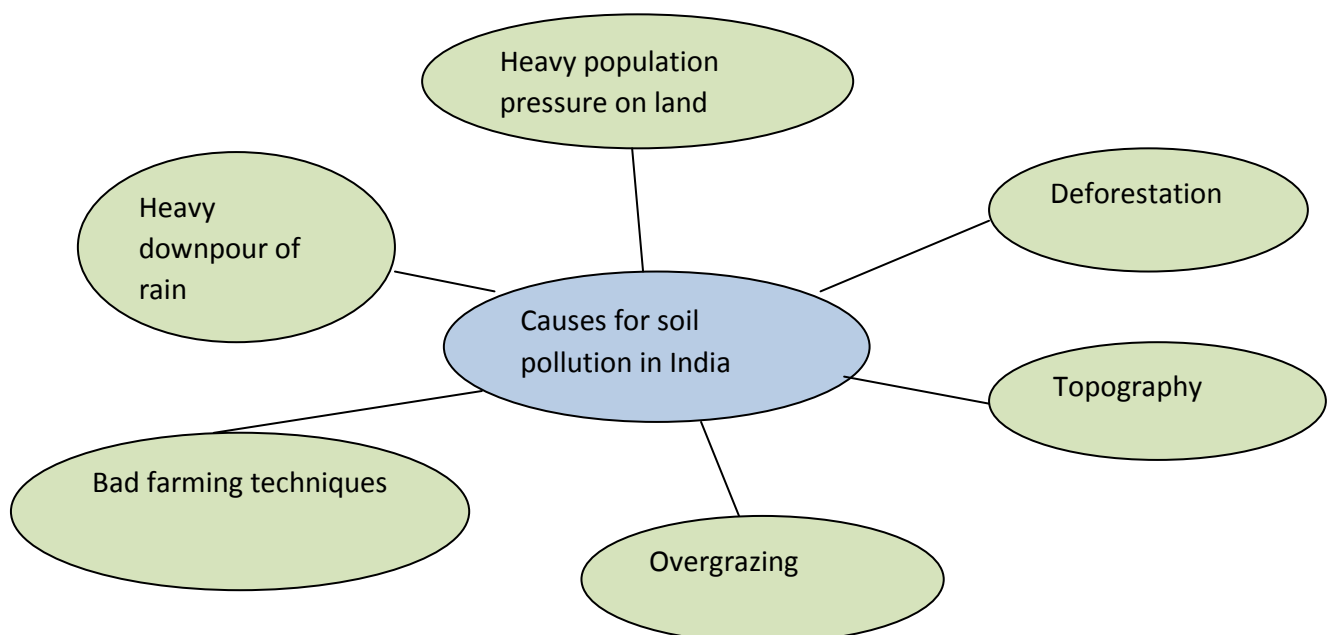 Heavy population
pressure on land
Deforestation
Heavy
downpour of
rain
Causes for soil
pollution in India
Topography
Bad farming techniques
Overgrazing